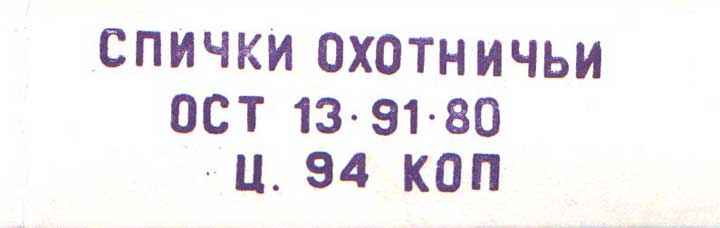 СПИЧКИ ОХОТНИЧЬИ
ОСТ 13·91·80
Ц. 94 КОП